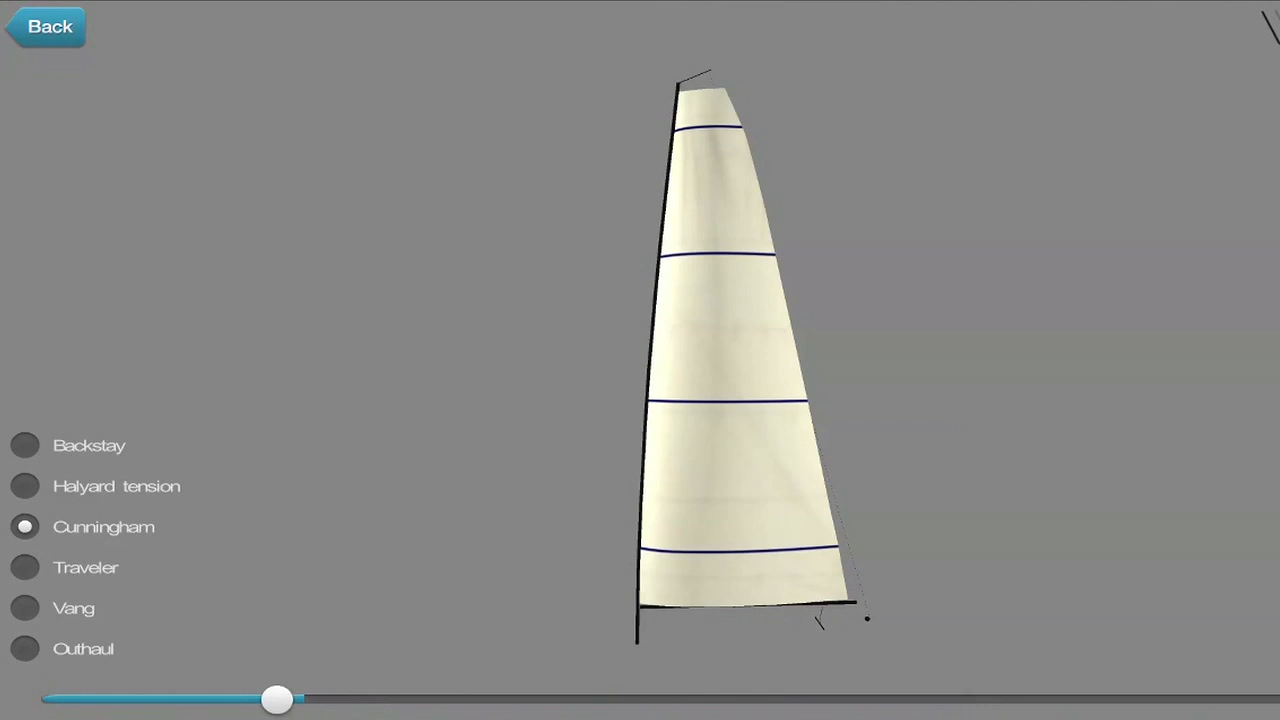 Back
Backstay
Halyard tension
Cunningham
Traveler
Vang
Outhaul